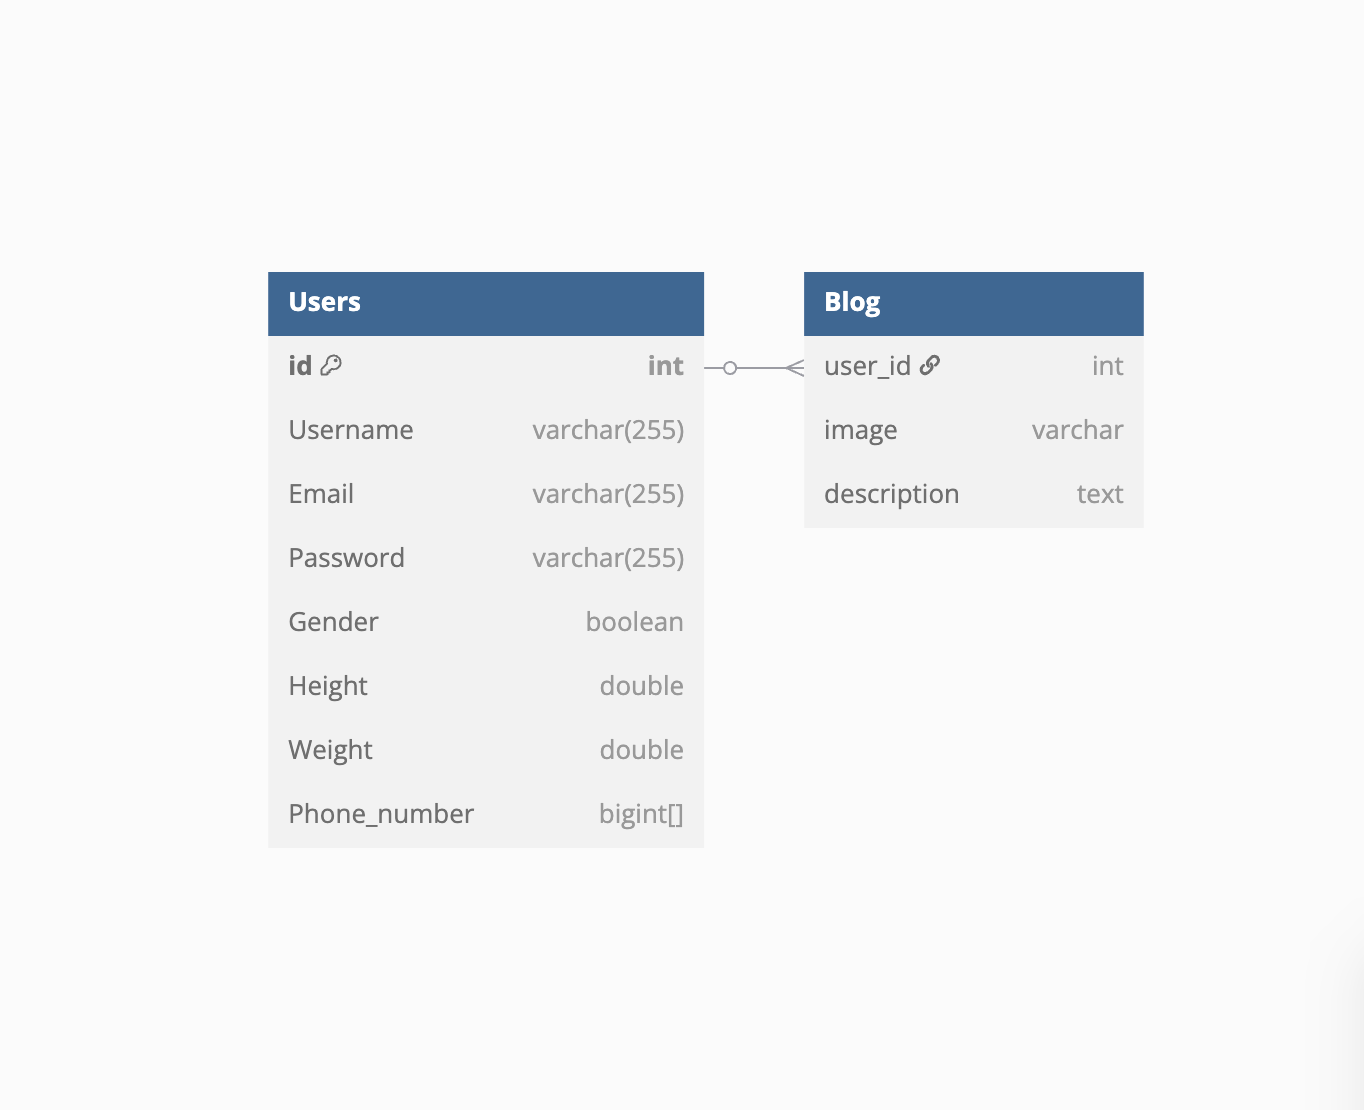 Users
id int
Username varchar(255)
Email varchar(255)
Password varchar(255)
Gender boolean
Height double
Weight double
Phone_number bigint[]
Blog
user_id int
image varchar
description text